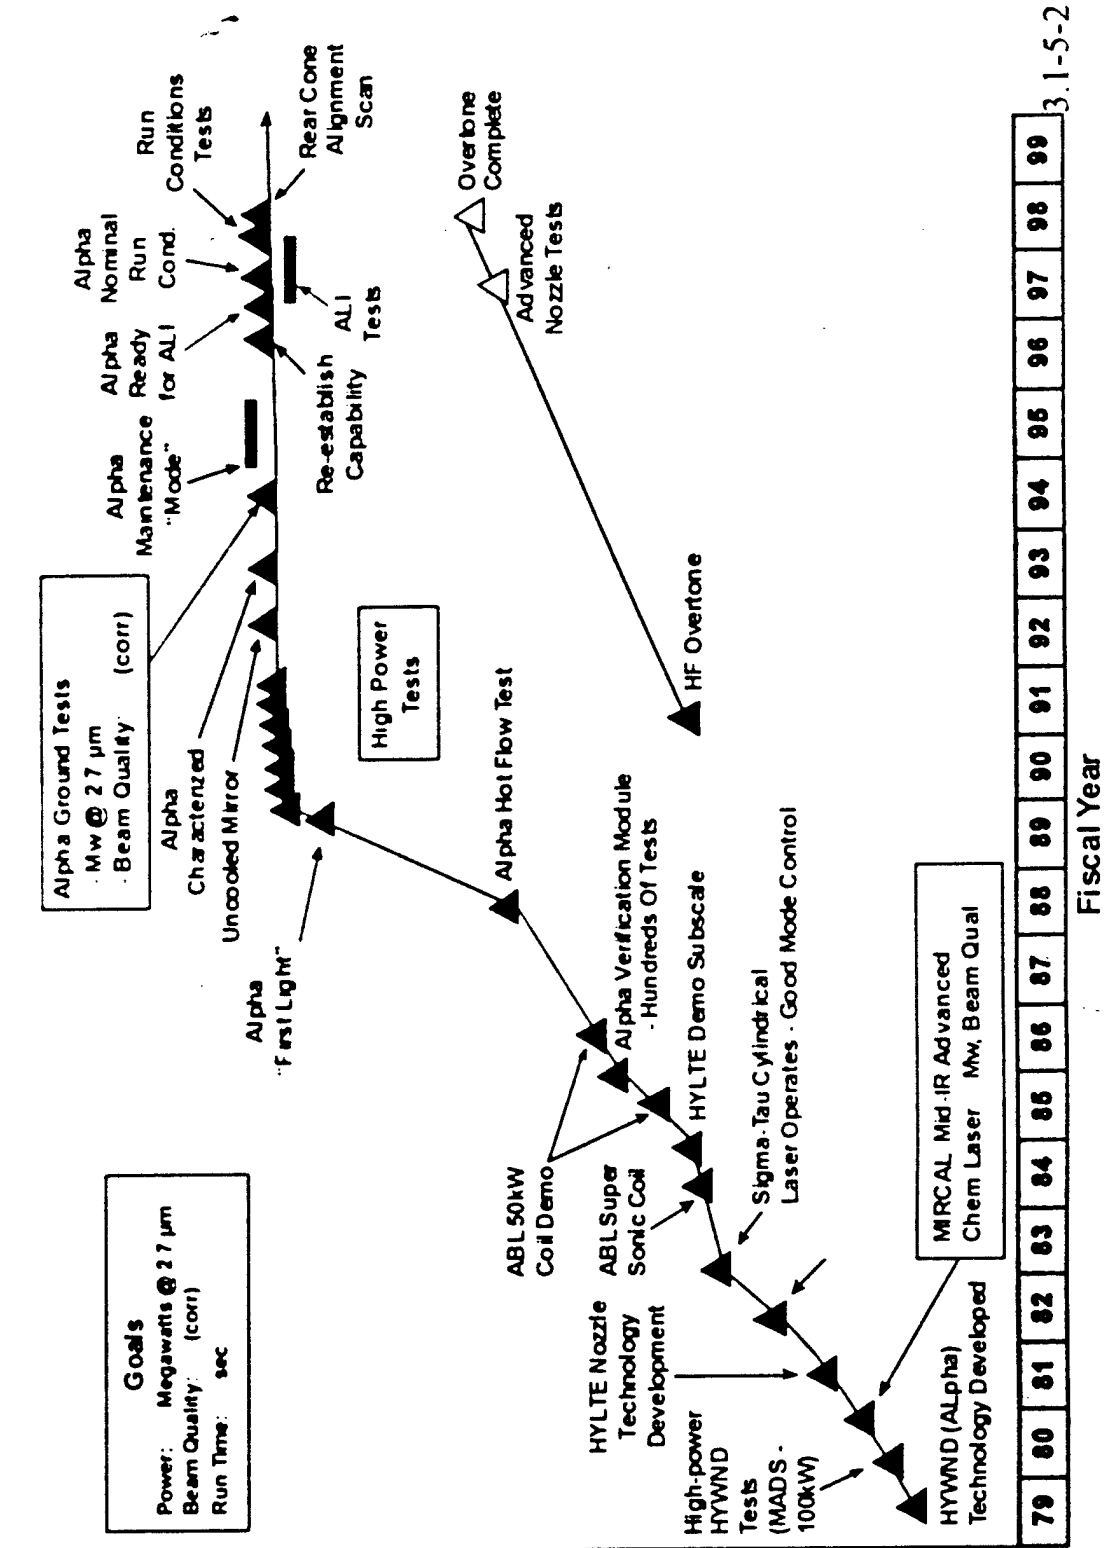 Goals
Power: Megawatts @ 2 7 µm
Beam Quality: (corr)
Run Time: sec
Alpha Ground Tests
· Mw @ 2 7 µm
· Beam Quality: (corr)
Alpha
Characterized
Uncooled Mirror
Alpha
"First Light"
Alpha
Maintenance
"Mode"
Alpha
Ready
for ALI
Alpha
Nominal
Run
Cond.
Run
Conditions
Tests
Rear Cone
Alignment
Scan
ALI
Tests
Re-establish
Capability
High Power
Tests
Overtone
Complete
Advanced
Nozzle Tests
HF Overtone
Alpha Hot Flow Test
Alpha Verification Module
- Hundreds Of Tests
ABL 50kW
Coil Demo
HYLTE Demo Subscale
ABL Super
Sonic Coil
Sigma-Tau Cylindrical
Laser Operates - Good Mode Control
HYLTE Nozzle
Technology
Development
High-power
HYWND
Tests
(MADS -
100kW)
MIRCAL Mid-IR Advanced
Chem Laser Mw, Beam Qual
HYWND (ALpha)
Technology Developed
79 80 81 82 83 84 85 86 87 88 89 90 91 92 93 94 95 96 97 98 99
Fiscal Year
3.1-5-2